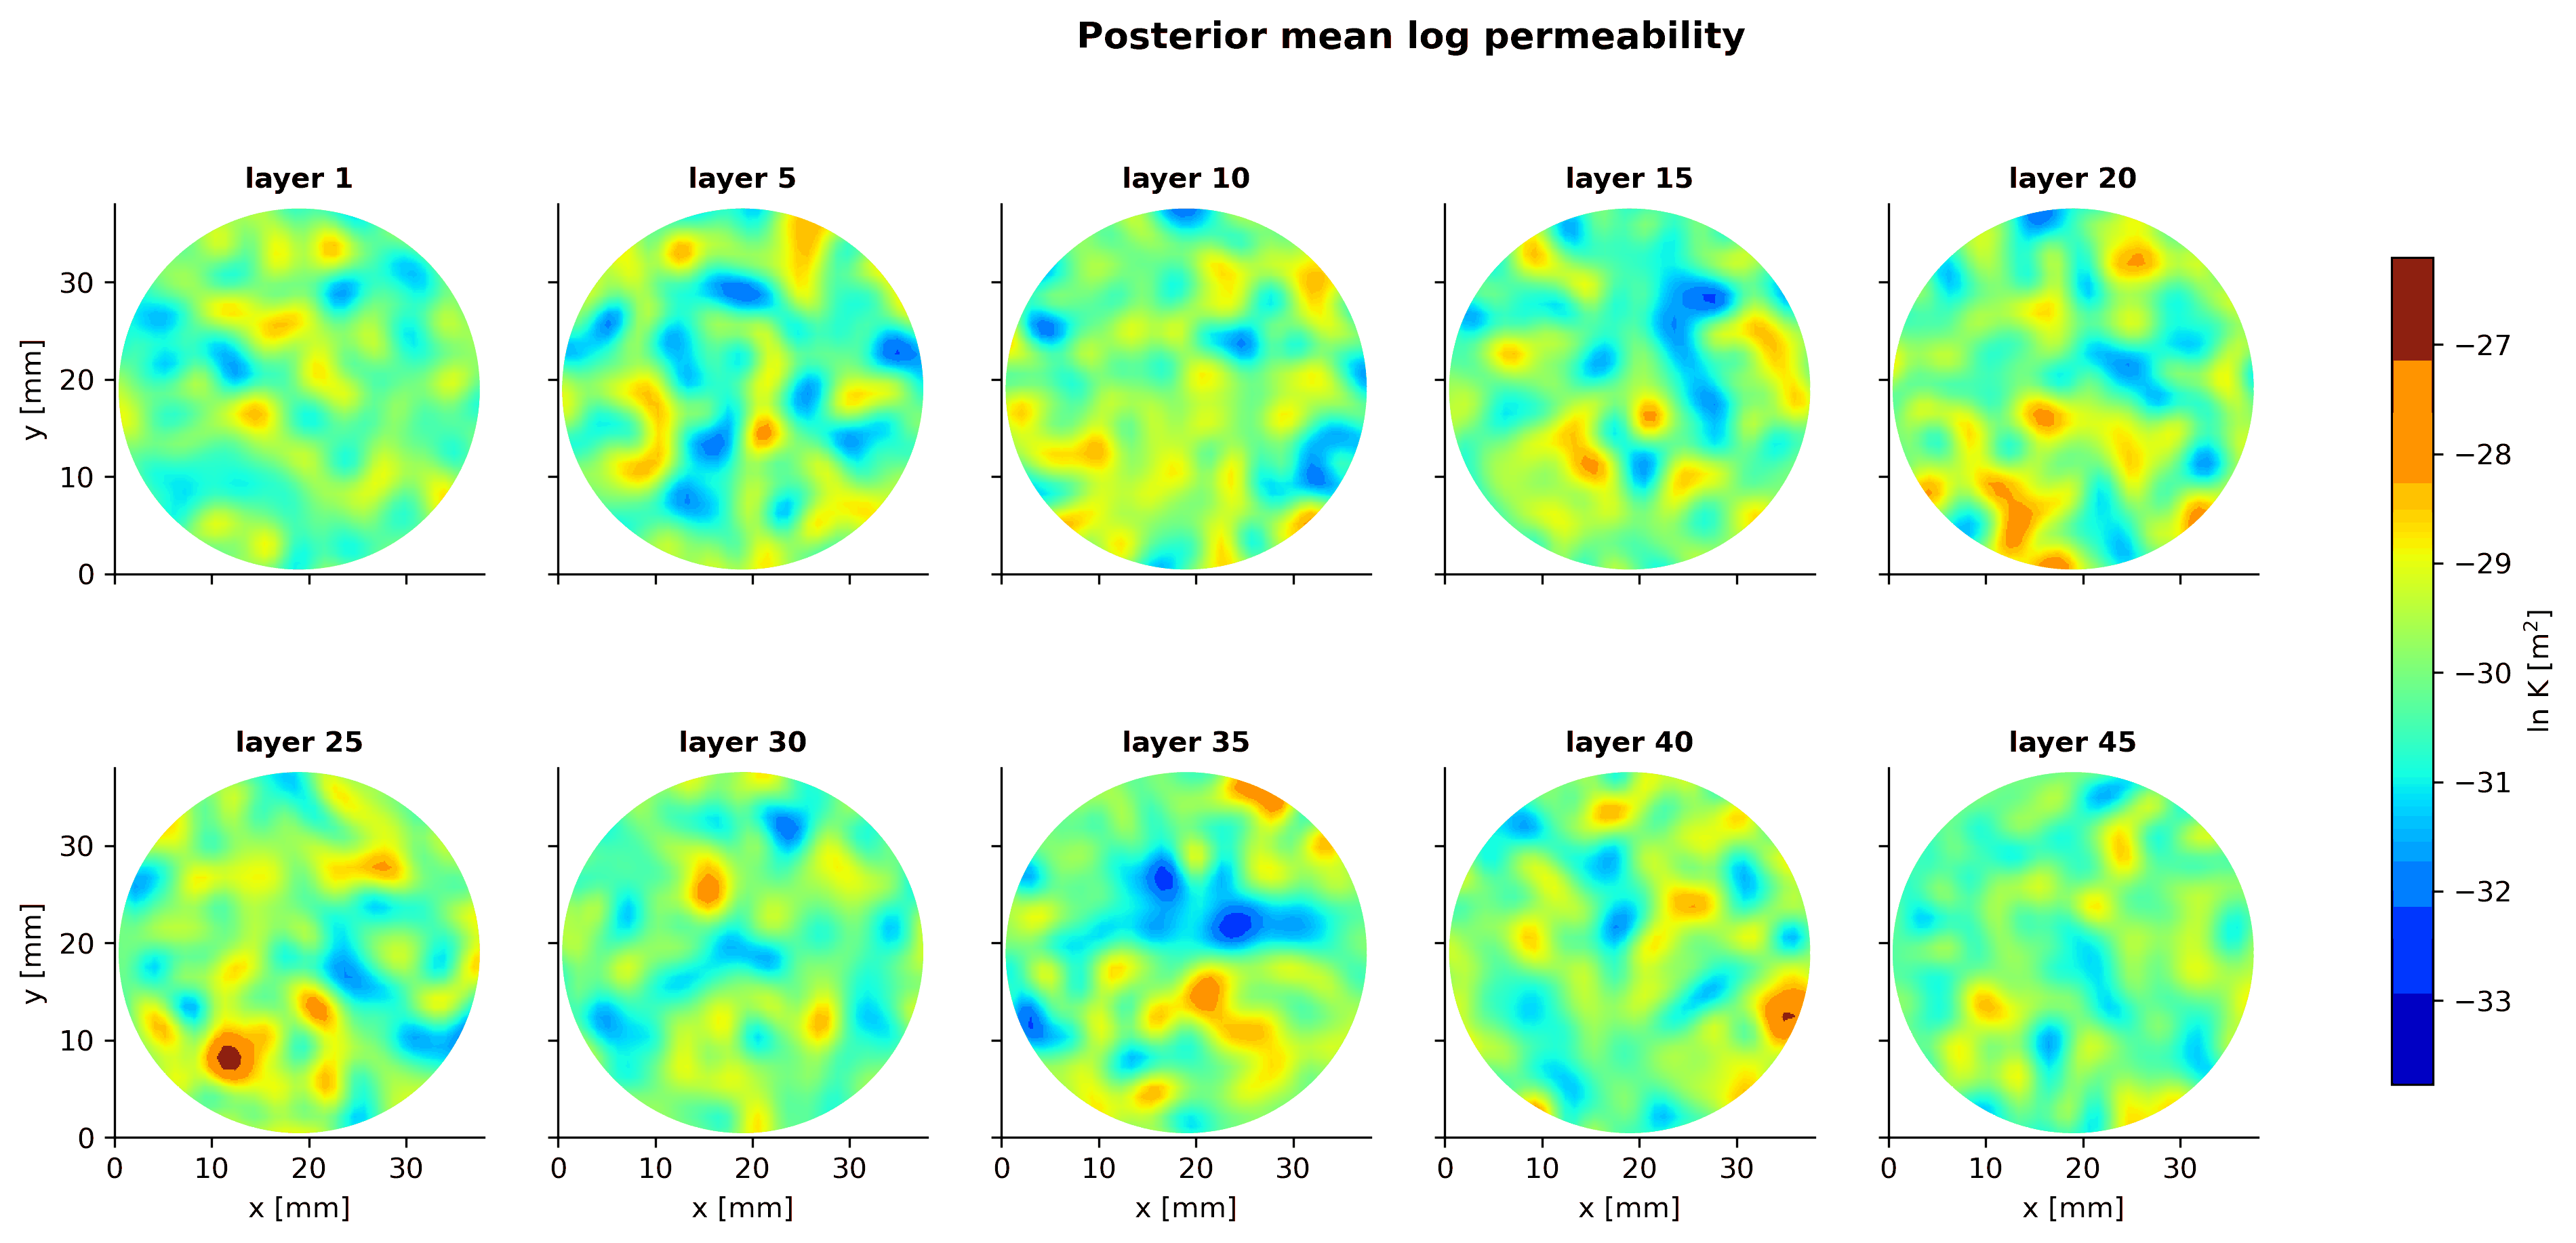 Posterior mean log permeability
layer 1
layer 5
layer 10
layer 15
layer 20
30
20
10
0
y [mm]
layer 25
layer 30
layer 35
layer 40
layer 45
30
20
10
0
y [mm]
0 10 20 30
0 10 20 30
0 10 20 30
0 10 20 30
0 10 20 30
x [mm]
x [mm]
x [mm]
x [mm]
x [mm]
−27
−28
−29
−30
−31
−32
−33
ln K [m²]